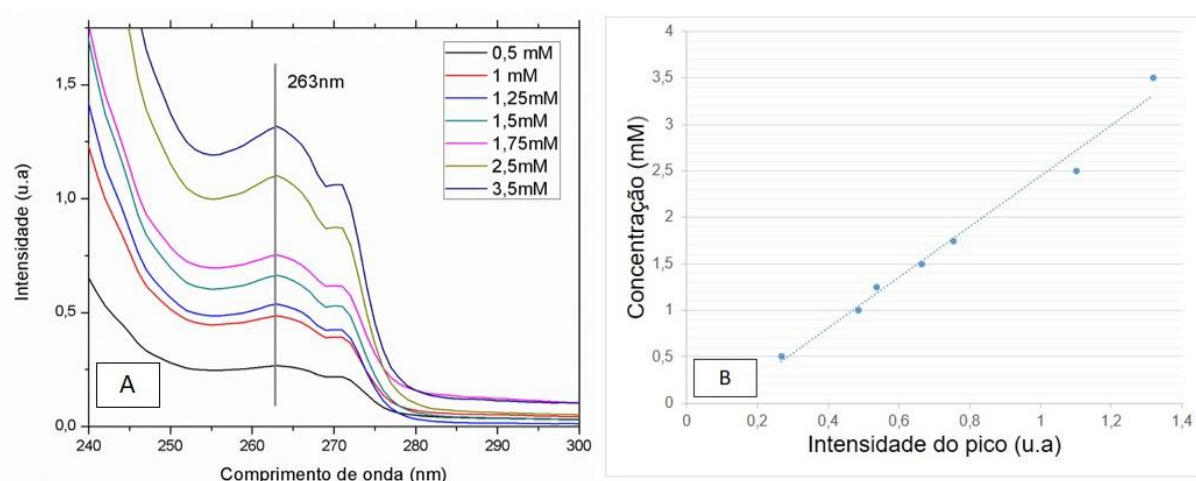 Intensidade (u.a)
1,5
1,0
0,5
0,0
263nm
0,5 mM
1 mM
1,25mM
1,5mM
1,75mM
2,5mM
3,5mM
A
240 250 260 270 280 290 300
Comprimento de onda (nm)
Concentração (mM)
4
3,5
3
2,5
2
1,5
1
0,5
0
B
0 0,2 0,4 0,6 0,8 1 1,2 1,4
Intensidade do pico (u.a)